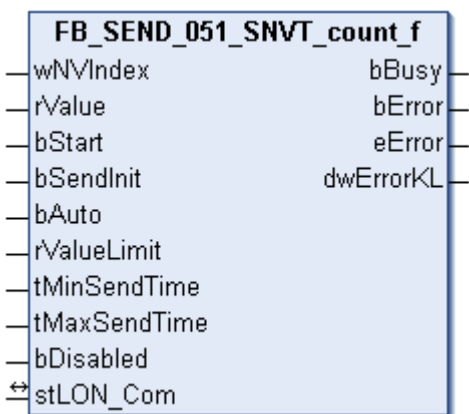 FB_SEND_051_SNVT_count_f
wNVIndex bBusy
rValue bError
bStart eError
bSendInit dwErrorKL
bAuto
rValueLimit
tMinSendTime
tMaxSendTime
bDisabled
stLON_Com